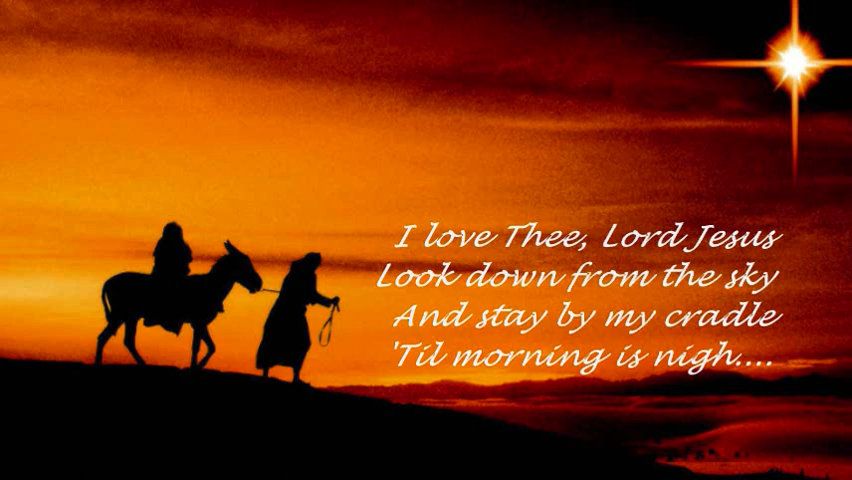 I love Thee, Lord Jesus
Look down from the sky
And stay by my cradle
'Til morning is nigh....